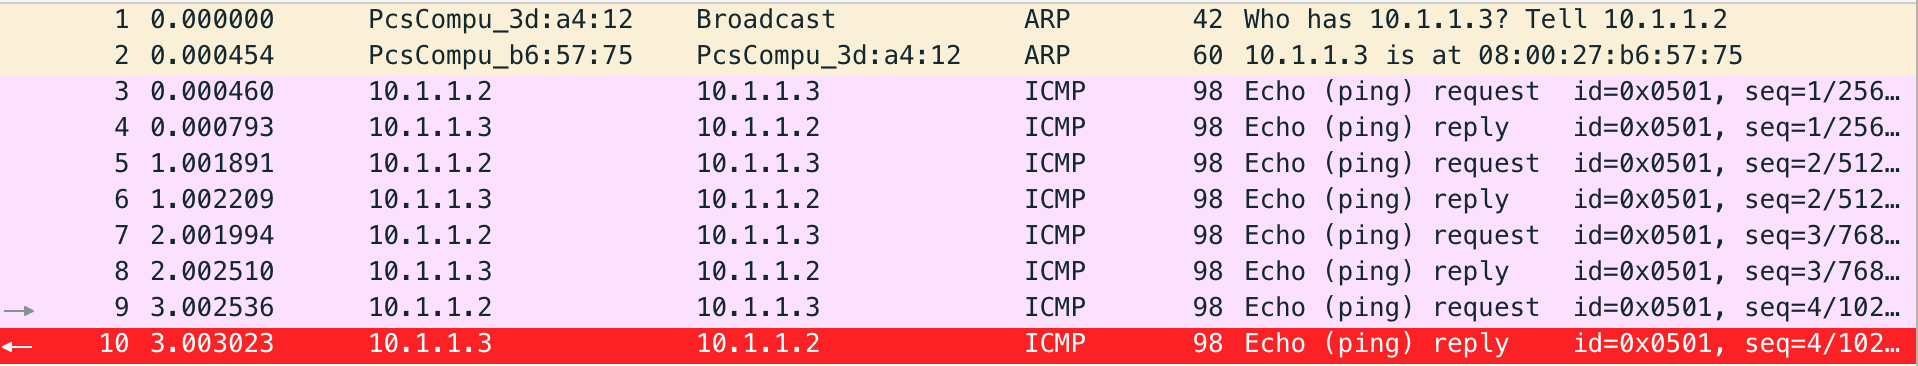 1 0.000000 PcsCompu_3d:a4:12 Broadcast ARP 42 Who has 10.1.1.3? Tell 10.1.1.2
2 0.000454 PcsCompu_b6:57:75 PcsCompu_3d:a4:12 ARP 60 10.1.1.3 is at 08:00:27:b6:57:75
3 0.000460 10.1.1.2 10.1.1.3 ICMP 98 Echo (ping) request id=0x0501, seq=1/256…
4 0.000793 10.1.1.3 10.1.1.2 ICMP 98 Echo (ping) reply id=0x0501, seq=1/256…
5 1.001891 10.1.1.2 10.1.1.3 ICMP 98 Echo (ping) request id=0x0501, seq=2/512…
6 1.002209 10.1.1.3 10.1.1.2 ICMP 98 Echo (ping) reply id=0x0501, seq=2/512…
7 2.001994 10.1.1.2 10.1.1.3 ICMP 98 Echo (ping) request id=0x0501, seq=3/768…
8 2.002510 10.1.1.3 10.1.1.2 ICMP 98 Echo (ping) reply id=0x0501, seq=3/768…
9 3.002536 10.1.1.2 10.1.1.3 ICMP 98 Echo (ping) request id=0x0501, seq=4/102…
10 3.003023 10.1.1.3 10.1.1.2 ICMP 98 Echo (ping) reply id=0x0501, seq=4/102…